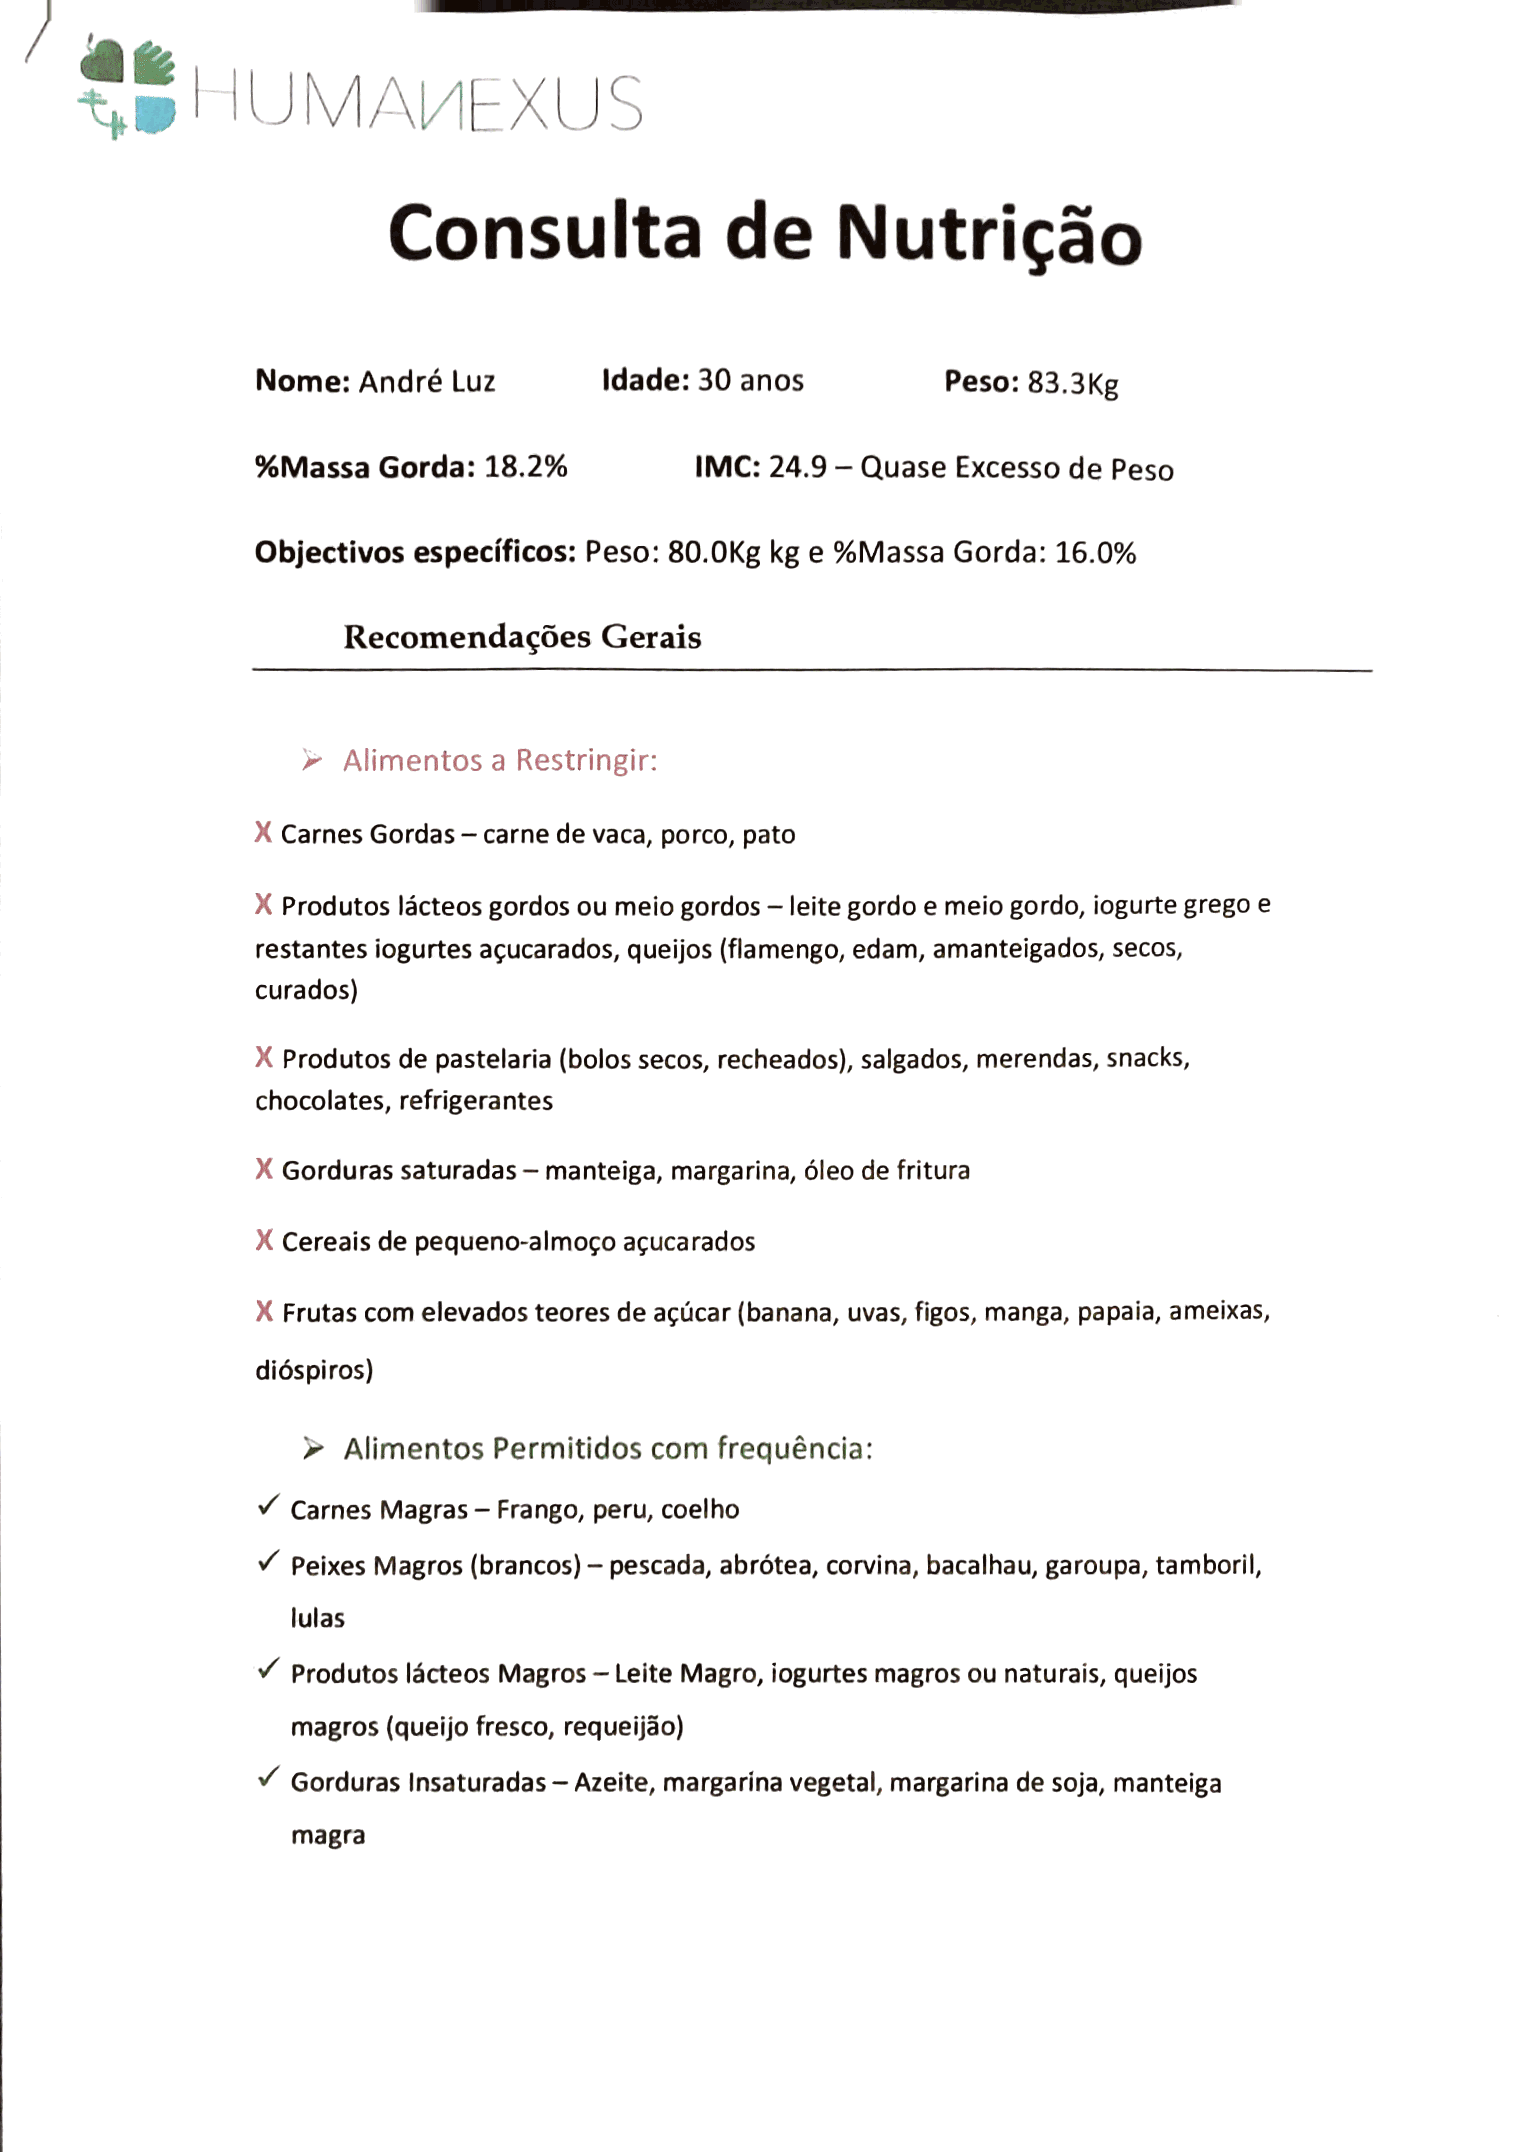 HUMANEXUS
Consulta de Nutrição
Nome: André Luz Idade: 30 anos Peso: 83.3Kg
%Massa Gorda: 18.2% IMC: 24.9 – Quase Excesso de Peso
Objectivos específicos: Peso: 80.0Kg kg e %Massa Gorda: 16.0%
Recomendações Gerais
➢ Alimentos a Restringir:
X Carnes Gordas – carne de vaca, porco, pato
X Produtos lácteos gordos ou meio gordos – leite gordo e meio gordo, iogurte grego e
restantes iogurtes açucarados, queijos (flamengo, edam, amanteigados, secos,
curados)
X Produtos de pastelaria (bolos secos, recheados), salgados, merendas, snacks,
chocolates, refrigerantes
X Gorduras saturadas – manteiga, margarina, óleo de fritura
X Cereais de pequeno-almoço açucarados
X Frutas com elevados teores de açúcar (banana, uvas, figos, manga, papaia, ameixas,
dióspiros)
➢ Alimentos Permitidos com frequência:
✓ Carnes Magras – Frango, peru, coelho
✓ Peixes Magros (brancos) – pescada, abrótea, corvina, bacalhau, garoupa, tamboril,
lulas
✓ Produtos lácteos Magros – Leite Magro, iogurtes magros ou naturais, queijos
magros (queijo fresco, requeijão)
✓ Gorduras Insaturadas – Azeite, margarina vegetal, margarina de soja, manteiga
magra